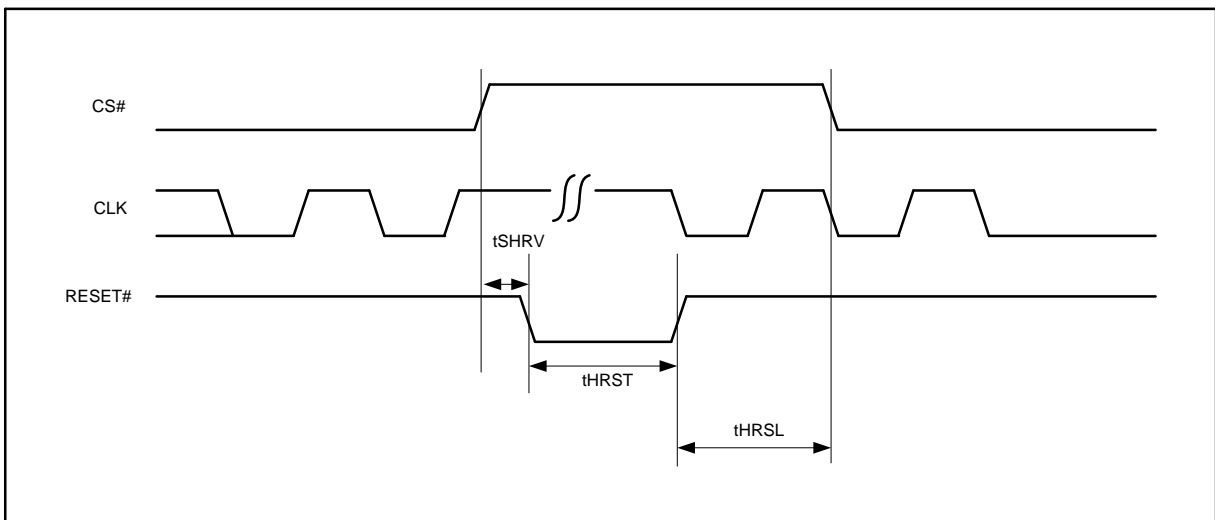 CS#
CLK
tSHRV
RESET#
tHRST
tHRSL